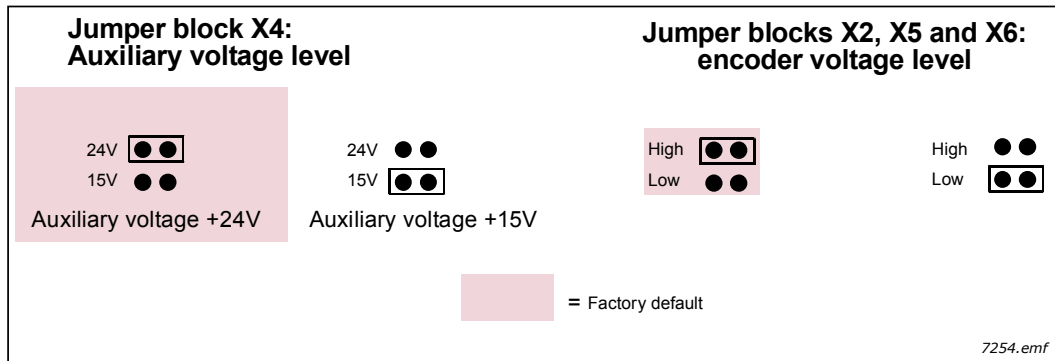 Jumper block X4:
Auxiliary voltage level
Jumper blocks X2, X5 and X6:
encoder voltage level
24V
15V
Auxiliary voltage +24V
24V
15V
Auxiliary voltage +15V
High
Low
High
Low
= Factory default
7254.emf